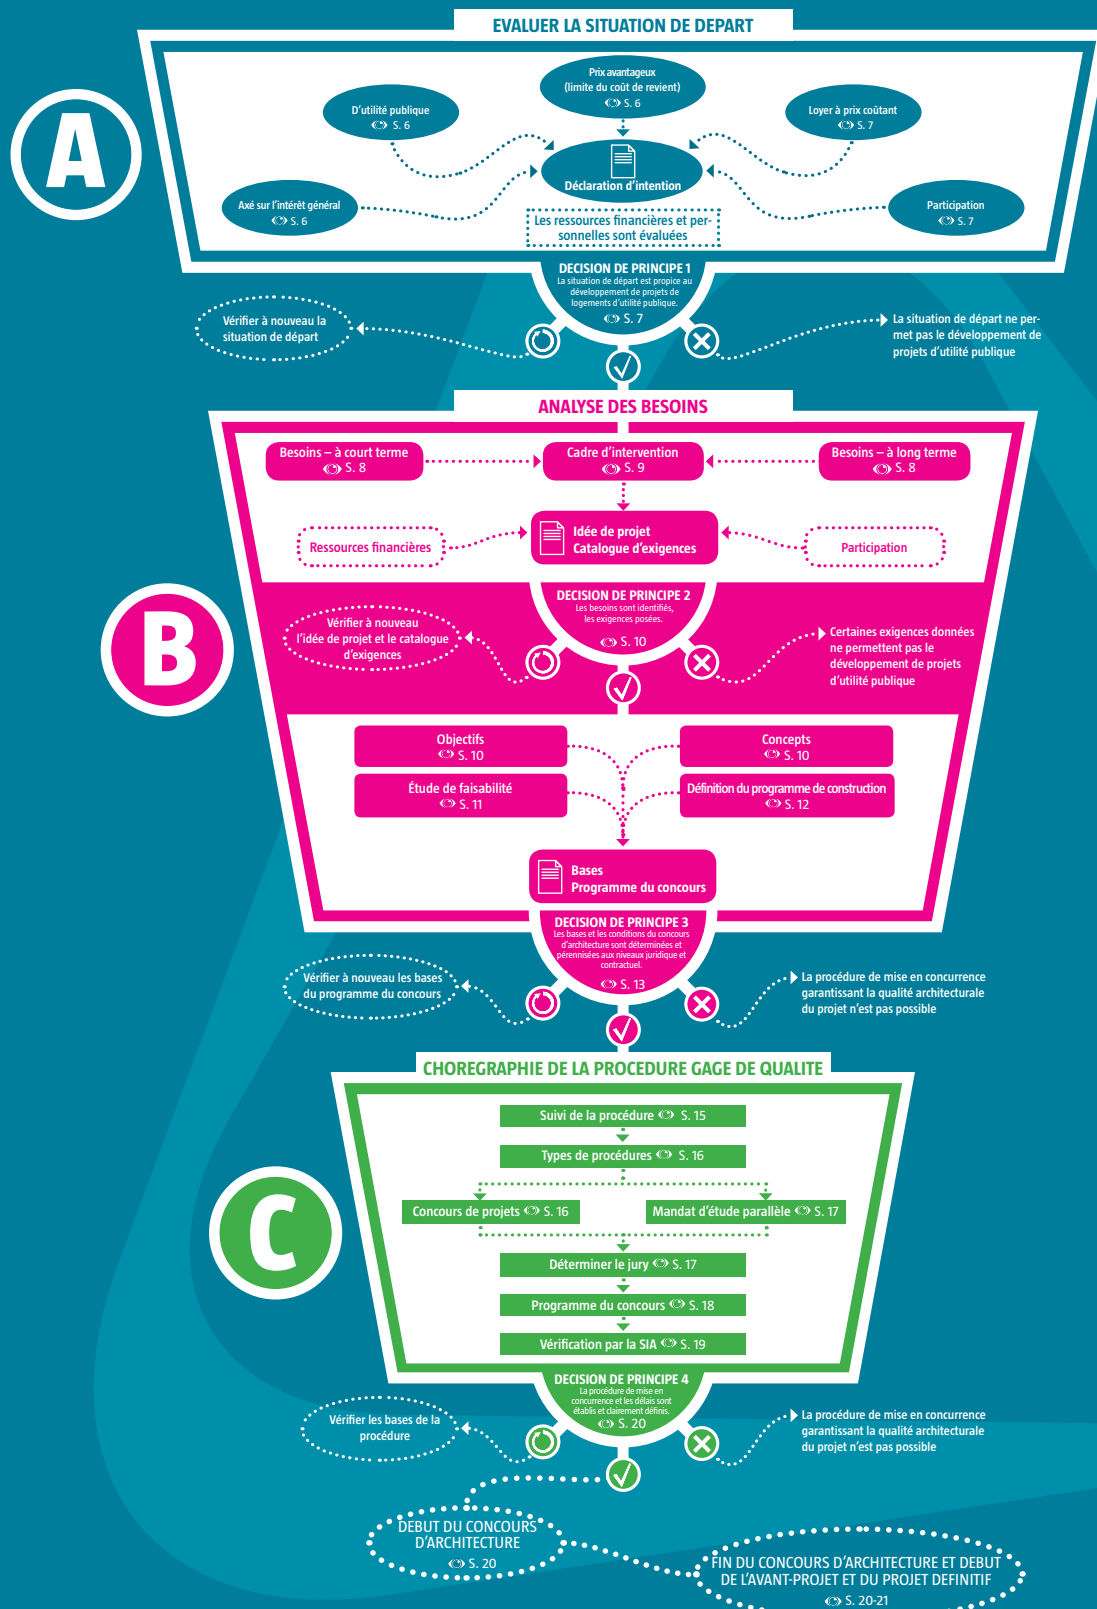 EVALUER LA SITUATION DE DEPART
A
Prix avantageux
(limite du coût de revient)
S. 6
D'utilité publique
S. 6
Loyer à prix coûtant
S. 7
Déclaration d'intention
Axé sur l'intérêt général
S. 6
Participation
S. 7
Les ressources financières et per-
sonnelles sont évaluées
DECISION DE PRINCIPE 1
La situation de départ est propice au
développement de projets de
logements d'utilité publique.
S. 7
Vérifier à nouveau la
situation de départ
La situation de départ ne per-
met pas le développement de
projets d'utilité publique
ANALYSE DES BESOINS
B
Besoins – à court terme
S. 8
Cadre d'intervention
S. 9
Besoins – à long terme
S. 8
Idée de projet
Catalogue d'exigences
Ressources financières
Participation
DECISION DE PRINCIPE 2
Les besoins sont identifiés,
les exigences posées.
S. 10
Vérifier à nouveau
l'idée de projet et le catalogue
d'exigences
Certaines exigences données
ne permettent pas le
développement de projets
d'utilité publique
Objectifs
S. 10
Concepts
S. 10
Étude de faisabilité
S. 11
Définition du programme de construction
S. 12
Bases
Programme du concours
DECISION DE PRINCIPE 3
Les bases et les conditions du concours
d'architecture sont déterminées et
pérennisées aux niveaux juridique et
contractuel.
S. 13
Vérifier à nouveau les bases
du programme du concours
La procédure de mise en concurrence
garantissant la qualité architecturale
du projet n'est pas possible
CHOREGRAPHIE DE LA PROCEDURE GAGE DE QUALITE
C
Suivi de la procédure S. 15
Types de procédures S. 16
Concours de projets S. 16
Mandat d'étude parallèle S. 17
Déterminer le jury S. 17
Programme du concours S. 18
Vérification par la SIA S. 19
DECISION DE PRINCIPE 4
La procédure de mise en
concurrence et les délais sont
établis et clairement définis.
S. 20
Vérifier les bases de la
procédure
La procédure de mise en concurrence
garantissant la qualité architecturale
du projet n'est pas possible
DEBUT DU CONCOURS
D'ARCHITECTURE
S. 20
FIN DU CONCOURS D'ARCHITECTURE ET DEBUT
DE L'AVANT-PROJET ET DU PROJET DEFINITIF
S. 20-21